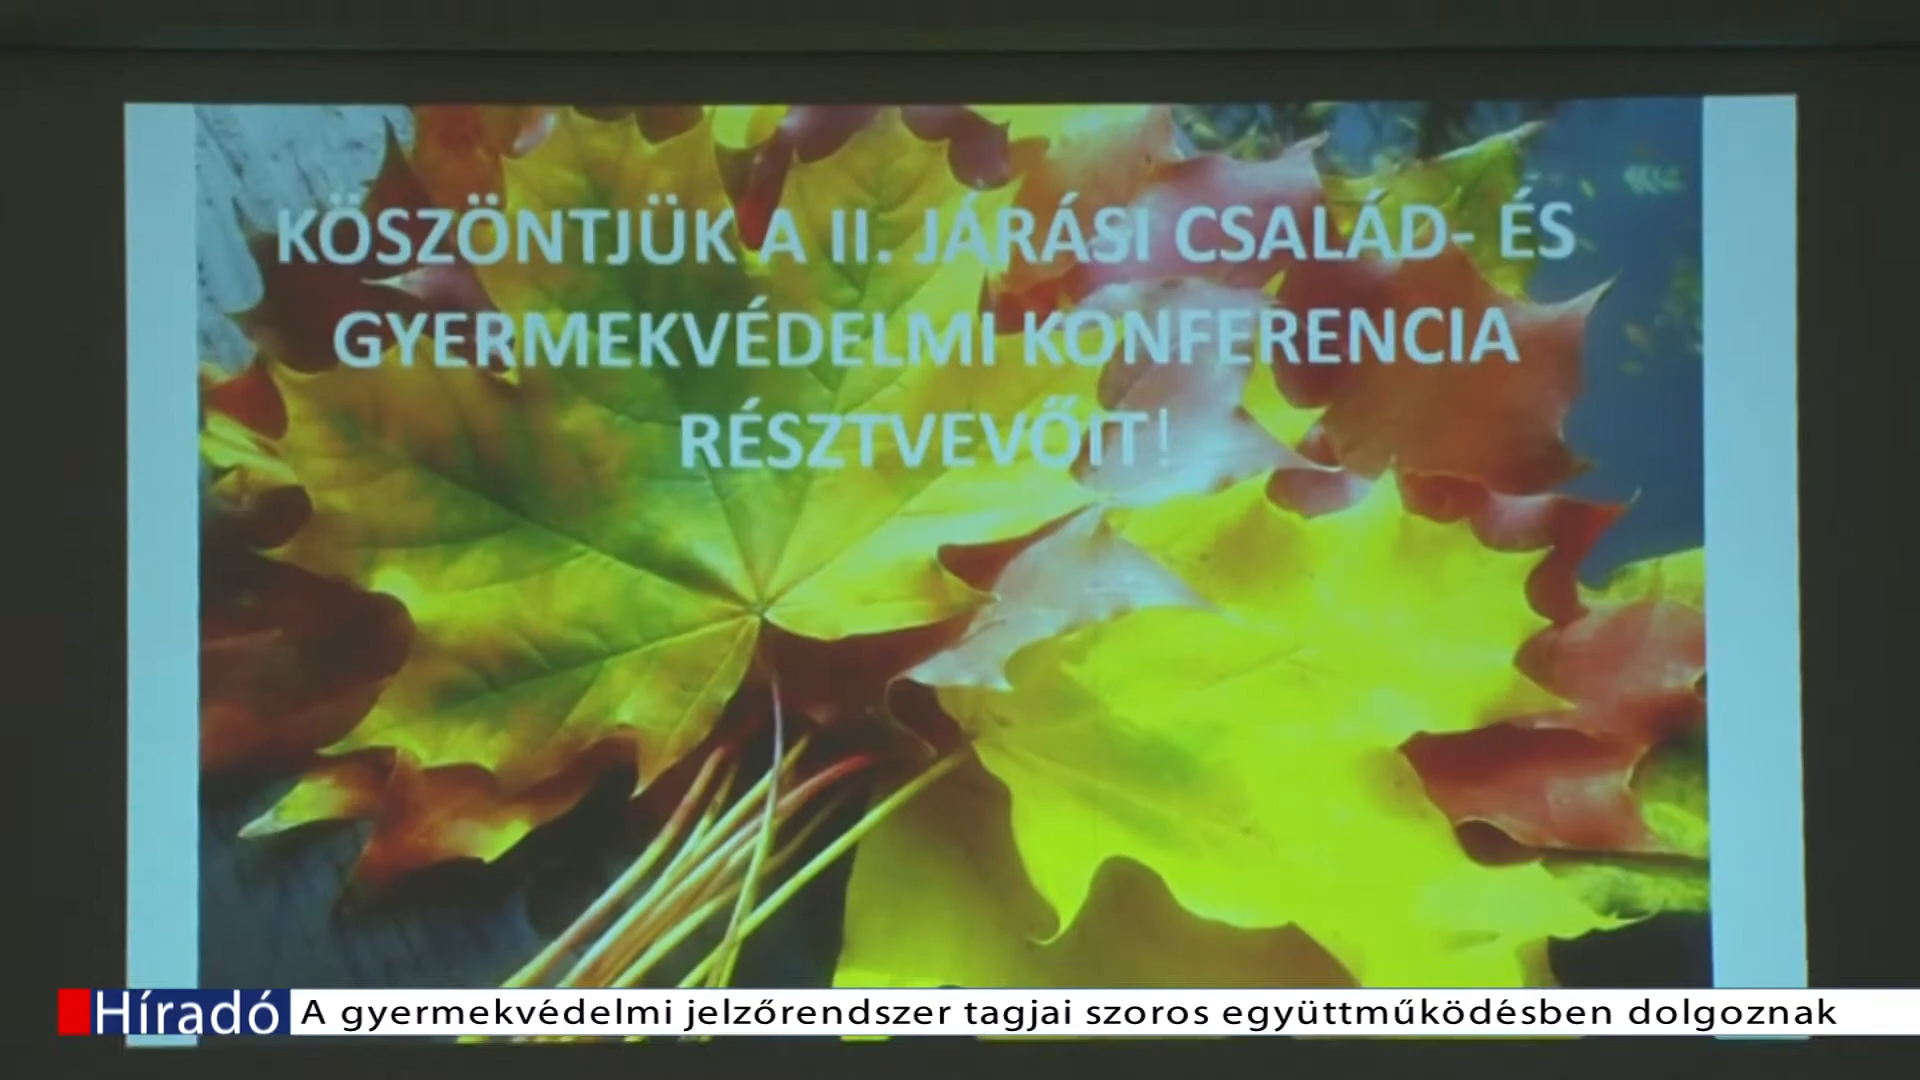 KÖSZÖNTJÜK A II. JÁRÁSI CSALÁD- ÉS
GYERMEKVÉDELMI KONFERENCIA
RÉSZTVEVŐIT!
Híradó A gyermekvédelmi jelzőrendszer tagjai szoros együttműködésben dolgoznak